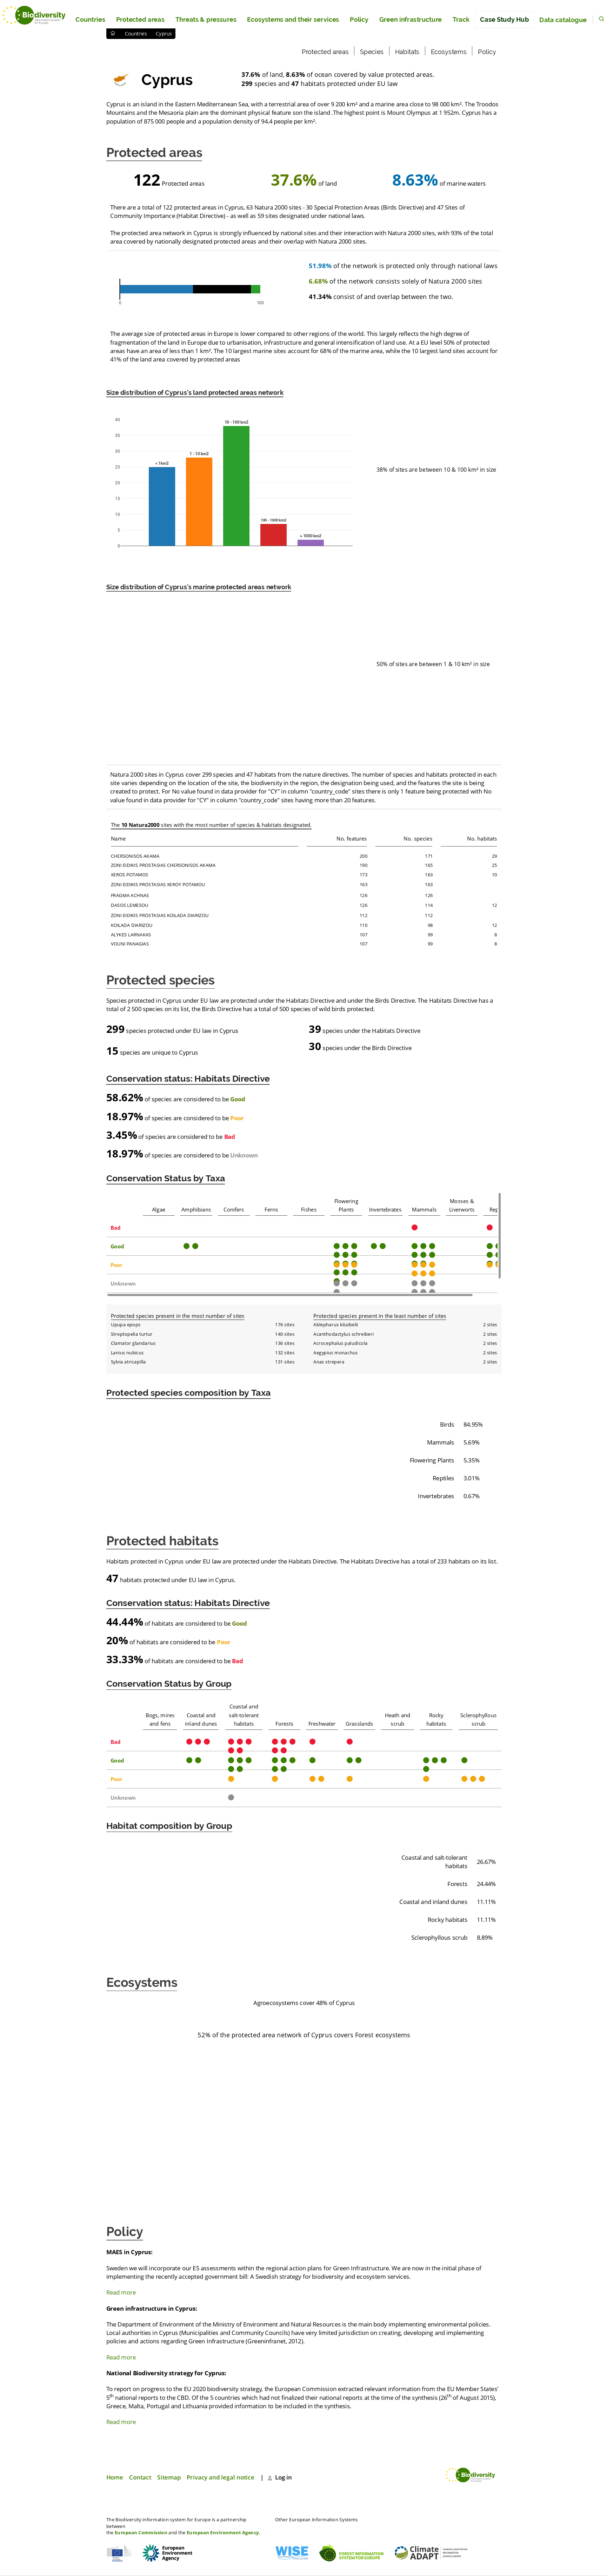 Biodiversity
Countries Protected areas Threats & pressures Ecosystems and their services Policy Green infrastructure Track Case Study Hub Data catalogue
Countries Cyprus
Protected areas Species Habitats Ecosystems Policy
Cyprus
37.6% of land, 8.63% of ocean covered by value protected areas.
299 species and 47 habitats protected under EU law
Cyprus is an island in the Eastern Mediterranean Sea, with a terrestrial area of over 9 200 km² and a marine area close to 98 000 km². The Troodos
Mountains and the Mesaoria plain are the dominant physical feature son the island .The highest point is Mount Olympus at 1 952m. Cyprus has a
population of 875 000 people and a population density of 94.4 people per km².
Protected areas
122 Protected areas
37.6% of land
8.63% of marine waters
There are a total of 122 protected areas in Cyprus, 63 Natura 2000 sites - 30 Special Protection Areas (Birds Directive) and 47 Sites of
Community Importance (Habitat Directive) - as well as 59 sites designated under national laws.
The protected area network in Cyprus is strongly influenced by national sites and their interaction with Natura 2000 sites, with 93% of the total
area covered by nationally designated protected areas and their overlap with Natura 2000 sites.
0 100
51.98% of the network is protected only through national laws
6.68% of the network consists solely of Natura 2000 sites
41.34% consist of and overlap between the two.
The average size of protected areas in Europe is lower compared to other regions of the world. This largely reflects the high degree of
fragmentation of the land in Europe due to urbanisation, infrastructure and general intensification of land use. At a EU level 50% of protected
areas have an area of less than 1 km². The 10 largest marine sites account for 68% of the marine area, while the 10 largest land sites account for
41% of the land area covered by protected areas
Size distribution of Cyprus's land protected areas network
40
35
30
25
20
15
10
5
0
< 1km2
1 - 10 km2
10 - 100 km2
100 - 1000 km2
> 1000 km2
38% of sites are between 10 & 100 km² in size
Size distribution of Cyprus's marine protected areas network
50% of sites are between 1 & 10 km² in size
Natura 2000 sites in Cyprus cover 299 species and 47 habitats from the nature directives. The number of species and habitats protected in each
site varies depending on the location of the site, the biodiversity in the region, the designation being used, and the features the site is being
created to protect. For No value found in data provider for "CY" in column "country_code" sites there is only 1 feature being protected with No
value found in data provider for "CY" in column "country_code" sites having more than 20 features.
The 10 Natura2000 sites with the most number of species & habitats designated.
Name No. features No. species No. habitats
CHERSONISOS AKAMA 200 171 29
ZONI EIDIKIS PROSTASIAS CHERSONISOS AKAMA 190 165 25
XEROS POTAMOS 173 163 10
ZONI EIDIKIS PROSTASIAS XEROY POTAMOU 163 163
FRAGMA ACHNAS 126 126
DASOS LEMESOU 126 114 12
ZONI EIDIKIS PROSTASIAS KOILADA DIARIZOU 112 112
KOILADA DIARIZOU 110 98 12
ALYKES LARNAKAS 107 99 8
VOUNI PANAGIAS 107 99 8
Protected species
Species protected in Cyprus under EU law are protected under the Habitats Directive and under the Birds Directive. The Habitats Directive has a
total of 2 500 species on its list, the Birds Directive has a total of 500 species of wild birds protected.
299 species protected under EU law in Cyprus
15 species are unique to Cyprus
39 species under the Habitats Directive
30 species under the Birds Directive
Conservation status: Habitats Directive
58.62% of species are considered to be Good
18.97% of species are considered to be Poor
3.45% of species are considered to be Bad
18.97% of species are considered to be Unknown
Conservation Status by Taxa
Algae Amphibians Conifers Ferns Fishes Flowering Plants Invertebrates Mammals Mosses & Liverworts Rep
Bad
Good
Poor
Unknown
Protected species present in the most number of sites
Upupa epops 176 sites
Streptopelia turtur 140 sites
Clamator glandarius 136 sites
Lanius nubicus 132 sites
Sylvia atricapilla 131 sites
Protected species present in the least number of sites
Ablepharus kitaibelii 2 sites
Acanthodactylus schreiberi 2 sites
Acrocephalus paludicola 2 sites
Aegypius monachus 2 sites
Anas strepera 2 sites
Protected species composition by Taxa
Birds 84.95%
Mammals 5.69%
Flowering Plants 5.35%
Reptiles 3.01%
Invertebrates 0.67%
Protected habitats
Habitats protected in Cyprus under EU law are protected under the Habitats Directive. The Habitats Directive has a total of 233 habitats on its list.
47 habitats protected under EU law in Cyprus.
Conservation status: Habitats Directive
44.44% of habitats are considered to be Good
20% of habitats are considered to be Poor
33.33% of habitats are considered to be Bad
Conservation Status by Group
Bogs, mires and fens Coastal and inland dunes Coastal and salt-tolerant habitats Forests Freshwater Grasslands Heath and scrub Rocky habitats Sclerophyllous scrub
Bad
Good
Poor
Unknown
Habitat composition by Group
Coastal and salt-tolerant habitats 26.67%
Forests 24.44%
Coastal and inland dunes 11.11%
Rocky habitats 11.11%
Sclerophyllous scrub 8.89%
Ecosystems
Agroecosystems cover 48% of Cyprus
52% of the protected area network of Cyprus covers Forest ecosystems
Policy
MAES in Cyprus:
Sweden we will incorporate our ES assessments within the regional action plans for Green Infrastructure. We are now in the initial phase of
implementing the recently accepted government bill: A Swedish strategy for biodiversity and ecosystem services.
Read more
Green infrastructure in Cyprus:
The Department of Environment of the Ministry of Environment and Natural Resources is the main body implementing environmental policies.
Local authorities in Cyprus (Municipalities and Community Councils) have very limited jurisdiction on creating, developing and implementing
policies and actions regarding Green Infrastructure (Greeninfranet, 2012).
Read more
National Biodiversity strategy for Cyprus:
To report on progress to the EU 2020 biodiversity strategy, the European Commission extracted relevant information from the EU Member States'
5th national reports to the CBD. Of the 5 countries which had not finalized their national reports at the time of the synthesis (26th of August 2015),
Greece, Malta, Portugal and Lithuania provided information to be included in the synthesis.
Read more
Home Contact Sitemap Privacy and legal notice | Log in
Biodiversity
The Biodiversity information system for Europe is a partnership
between
the European Commission and the European Environment Agency.
Other European Information Systems
European
Environment
Agency
WISE
FOREST INFORMATION
SYSTEM FOR EUROPE
Climate
ADAPT